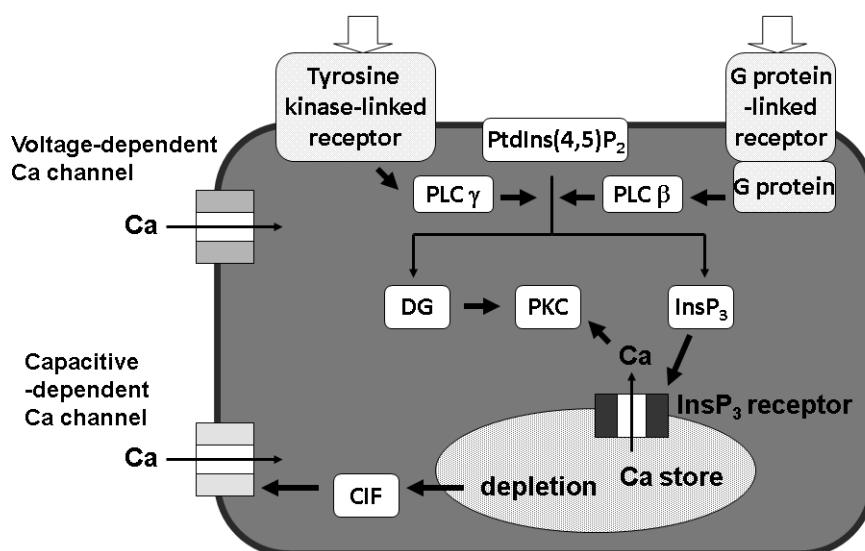 Tyrosine
kinase-linked
receptor
G protein
-linked
receptor
Voltage-dependent
Ca channel
PtdIns(4,5)P₂
G protein
PLC γ
PLC β
Ca
DG
PKC
InsP₃
Ca
Capacitive
-dependent
Ca channel
InsP₃ receptor
Ca
depletion
Ca store
CIF